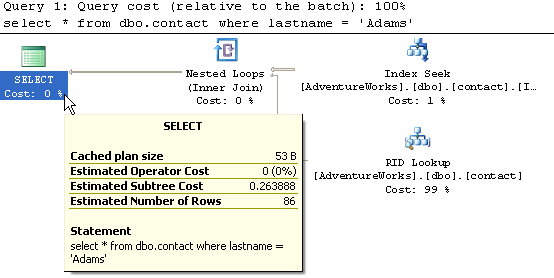 Query 1: Query cost (relative to the batch): 100%
select * from dbo.contact where lastname = 'Adams'
SELECT
Cost: 0 %
Nested Loops
(Inner Join)
Cost: 0 %
Index Seek
[AdventureWorks].[dbo].[contact].[I…
Cost: 1 %
RID Lookup
[AdventureWorks].[dbo].[contact]
Cost: 99 %
SELECT
Cached plan size 53 B
Estimated Operator Cost 0 (0%)
Estimated Subtree Cost 0.263888
Estimated Number of Rows 86
Statement
select * from dbo.contact where lastname =
'Adams'